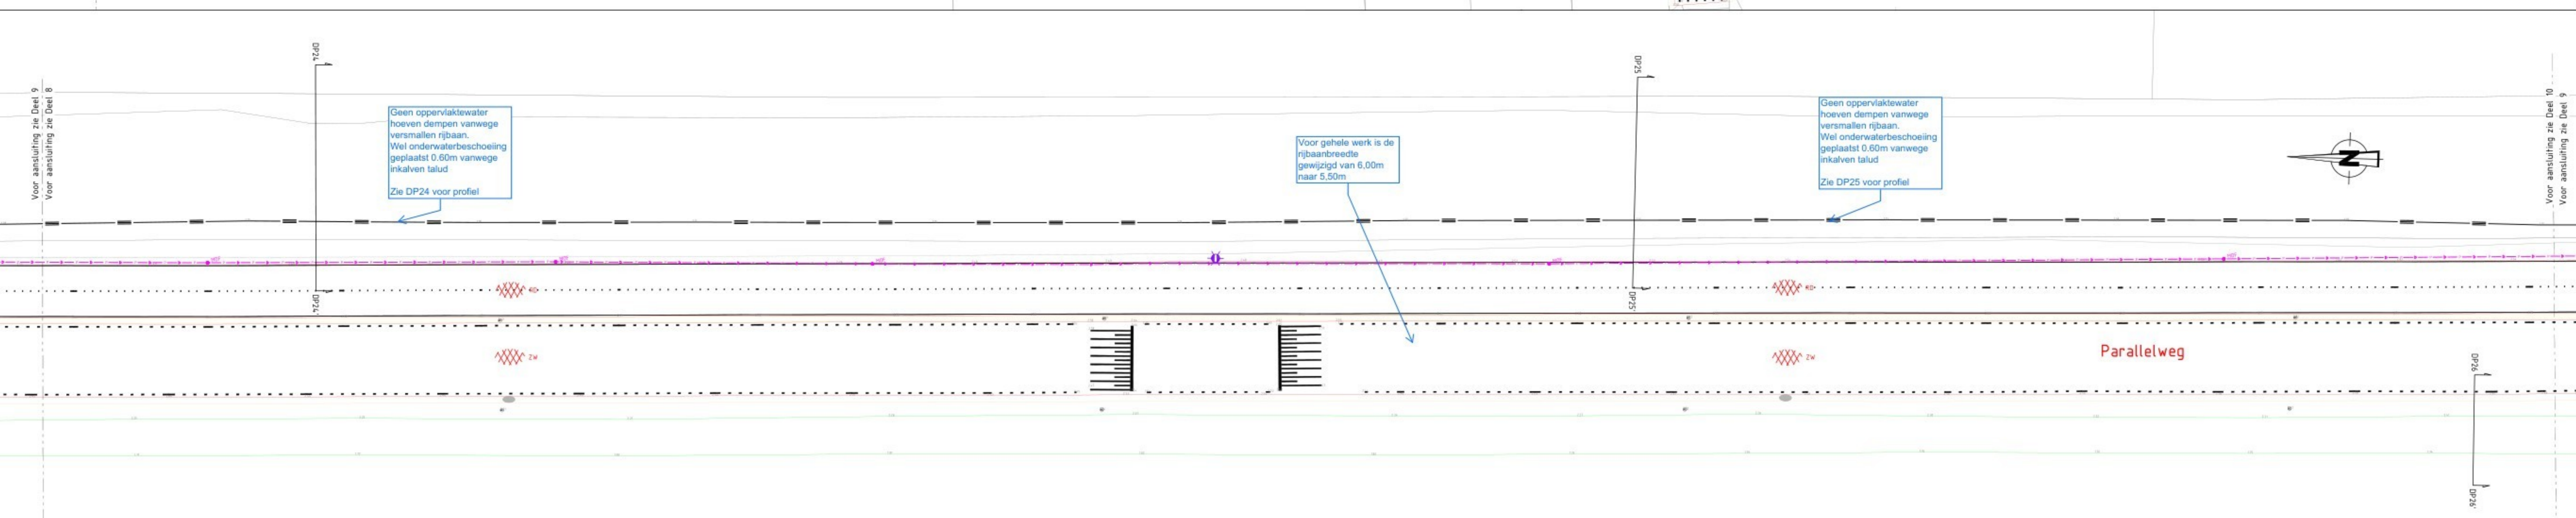 Voor aansluiting zie Deel 9
Voor aansluiting zie Deel 8
DP24
DP24'
Geen oppervlaktewater
hoeven dempen vanwege
versmallen rijbaan.
Wel onderwaterbeschoeiing
geplaatst 0.60m vanwege
inkalven talud
Zie DP24 voor profiel
Voor gehele werk is de
rijbaanbreedte
gewijzigd van 6,00m
naar 5,50m
DP25
DP25'
Geen oppervlaktewater
hoeven dempen vanwege
versmallen rijbaan.
Wel onderwaterbeschoeiing
geplaatst 0.60m vanwege
inkalven talud
Zie DP25 voor profiel
N
Voor aansluiting zie Deel 10
Voor aansluiting zie Deel 9
ZW
ZW
Parallelweg
DP26
DP26'